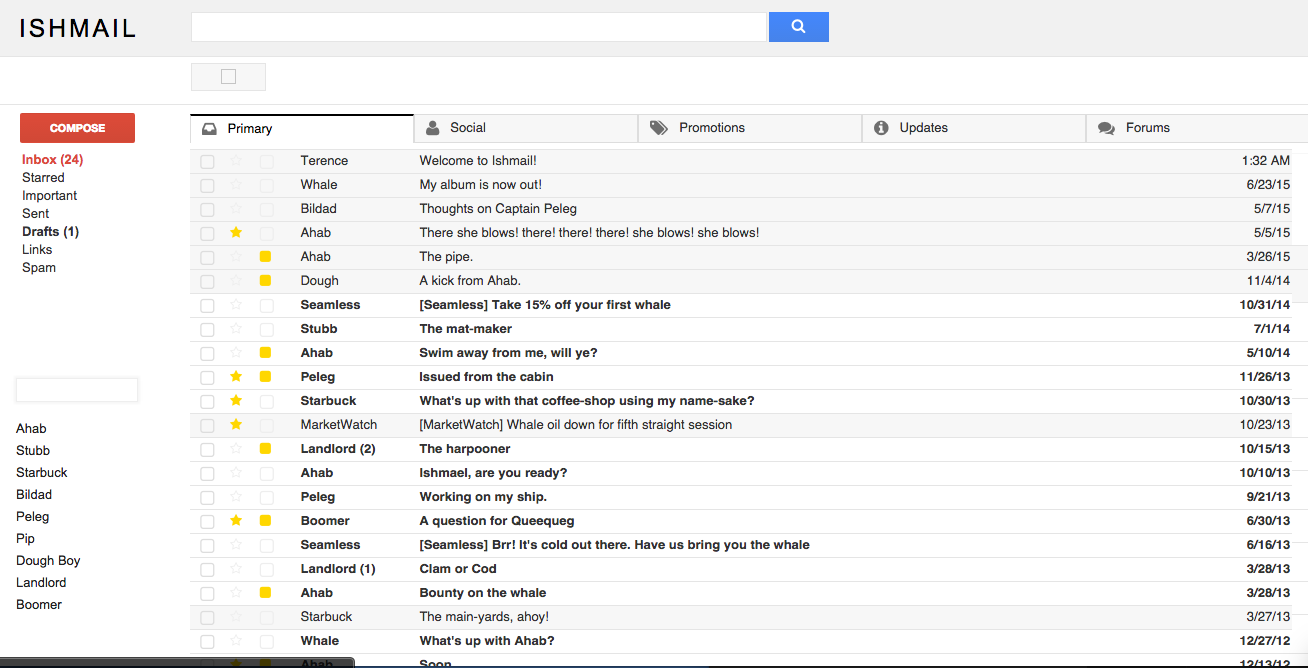 ISHMAIL
COMPOSE
Inbox (24)
Starred
Important
Sent
Drafts (1)
Links
Spam
Ahab
Stubb
Starbuck
Bildad
Peleg
Pip
Dough Boy
Landlord
Boomer
Primary Social Promotions Updates Forums
Terence Welcome to Ishmail! 1:32 AM
Whale My album is now out! 6/23/15
Bildad Thoughts on Captain Peleg 5/7/15
Ahab There she blows! there! there! there! she blows! she blows! 5/5/15
Ahab The pipe. 3/26/15
Dough A kick from Ahab. 11/4/14
Seamless [Seamless] Take 15% off your first whale 10/31/14
Stubb The mat-maker 7/1/14
Ahab Swim away from me, will ye? 5/10/14
Peleg Issued from the cabin 11/26/13
Starbuck What's up with that coffee-shop using my name-sake? 10/30/13
MarketWatch [MarketWatch] Whale oil down for fifth straight session 10/23/13
Landlord (2) The harpooner 10/15/13
Ahab Ishmael, are you ready? 10/10/13
Peleg Working on my ship. 9/21/13
Boomer A question for Queequeg 6/30/13
Seamless [Seamless] Brr! It's cold out there. Have us bring you the whale 6/16/13
Landlord (1) Clam or Cod 3/28/13
Ahab Bounty on the whale 3/28/13
Starbuck The main-yards, ahoy! 3/27/13
Whale What's up with Ahab? 12/27/12
Ahab Soon 12/13/12